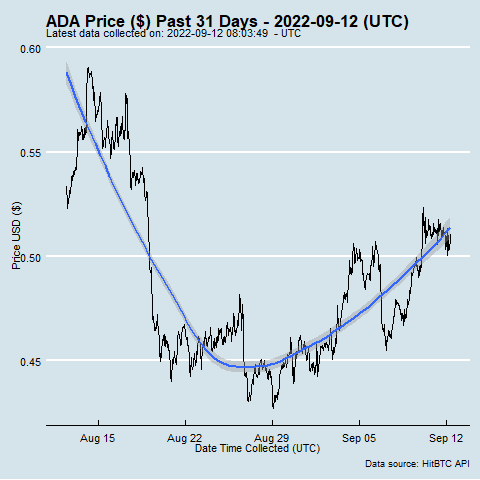 ADA Price ($) Past 31 Days - 2022-09-12 (UTC)
Latest data collected on: 2022-09-12 08:03:49 - UTC
0.60
0.55
0.50
0.45
Price USD ($)
Aug 15 Aug 22 Aug 29 Sep 05 Sep 12
Date Time Collected (UTC)
Data source: HitBTC API